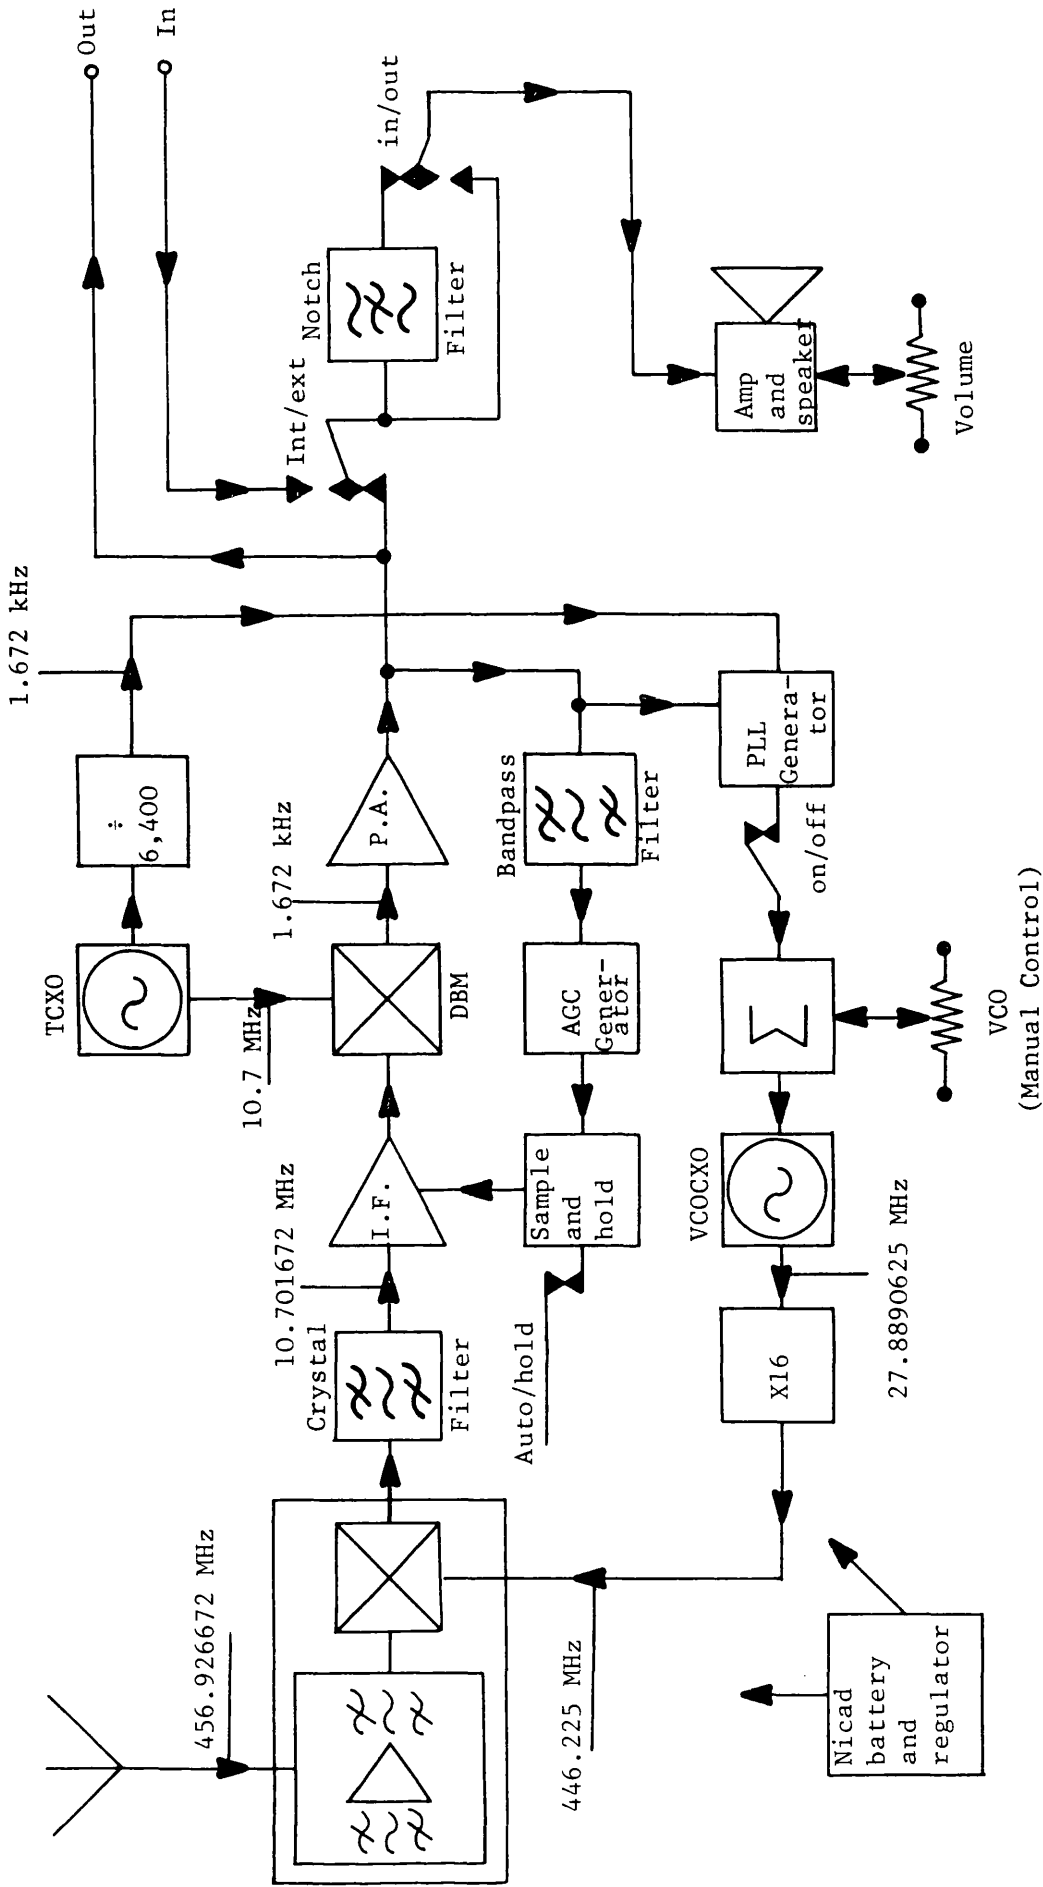 456.926672 MHz
446.225 MHz
Crystal
Filter
10.701672 MHz
I.F.
TCXO
10.7 MHz
DBM
÷
6,400
1.672 kHz
1.672 kHz
P.A.
Out
In
Int/ext
Notch
Filter
in/out
Amp
and
speaker
Volume
Auto/hold
Sample
and
hold
AGC
Gener-
ator
Bandpass
Filter
PLL
Genera-
tor
on/off
Σ
VCO
(Manual Control)
VCOCXO
27.8890625 MHz
X16
Nicad
battery
and
regulator